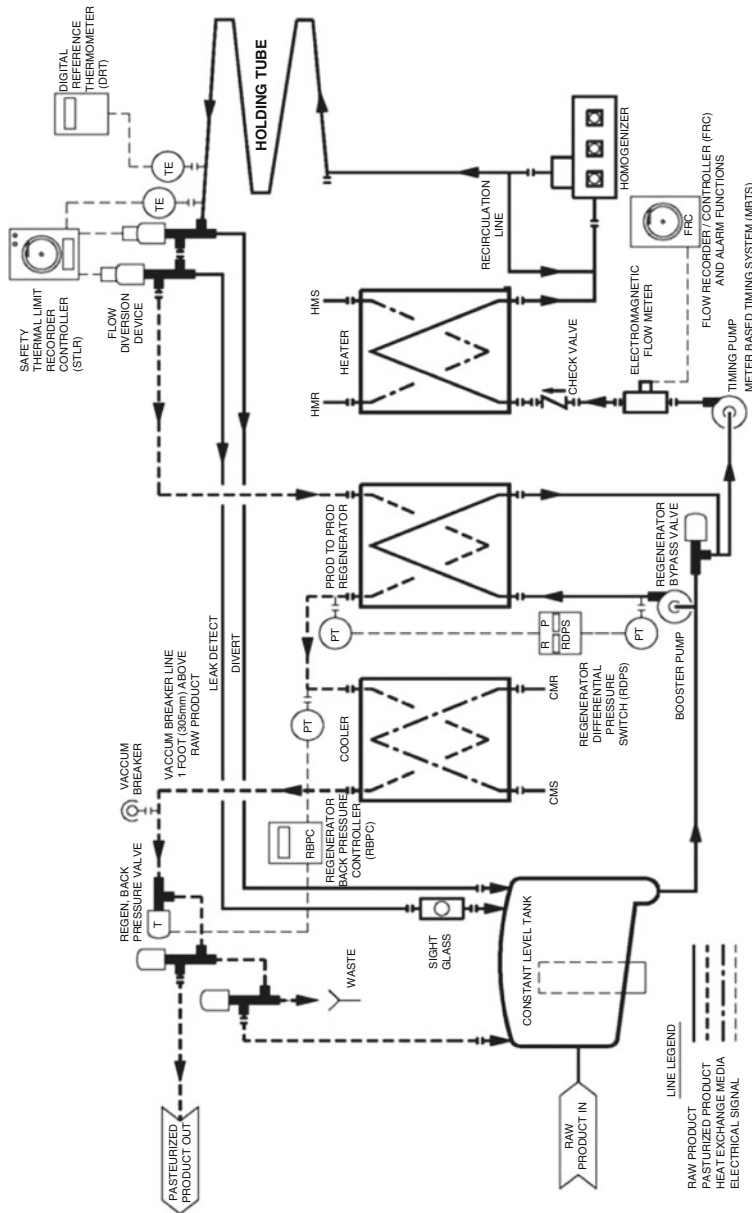 DIGITAL
REFERENCE
THERMOMETER
(DRT)
TE
TE
HOLDING TUBE
SAFETY
THERMAL LIMIT
RECORDER
CONTROLLER
(STLR)
FLOW
DIVERSION
DEVICE
RECIRCULATION
LINE
HOMOGENIZER
FRC
FLOW RECORDER / CONTROLLER (FRC)
AND ALARM FUNCTIONS
HMS
HMR
HEATER
CHECK VALVE
ELECTROMAGNETIC
FLOW METER
TIMING PUMP
METER BASED TIMING SYSTEM (MBTS)
PROD TO PROD
REGENERATOR
REGENERATOR
BYPASS VALVE
BOOSTER PUMP
PT
PT
R P
RDPS
REGENERATOR
DIFFERENTIAL
PRESSURE
SWITCH (RDPS)
LEAK DETECT
DIVERT
VACCUM BREAKER LINE
1 FOOT (305mm) ABOVE
RAW PRODUCT
VACCUM
BREAKER
PT
COOLER
CMR
CMS
RBPC
REGENERATOR
BACK PRESSURE
CONTROLLER
(RBPC)
REGEN, BACK
PRESSURE VALVE
T
SIGHT
GLASS
WASTE
CONSTANT LEVEL TANK
PASTEURIZED
PRODUCT OUT
RAW
PRODUCT IN
LINE LEGEND
RAW PRODUCT
PASTURIZED PRODUCT
HEAT EXCHANGE MEDIA
ELECTRICAL SIGNAL